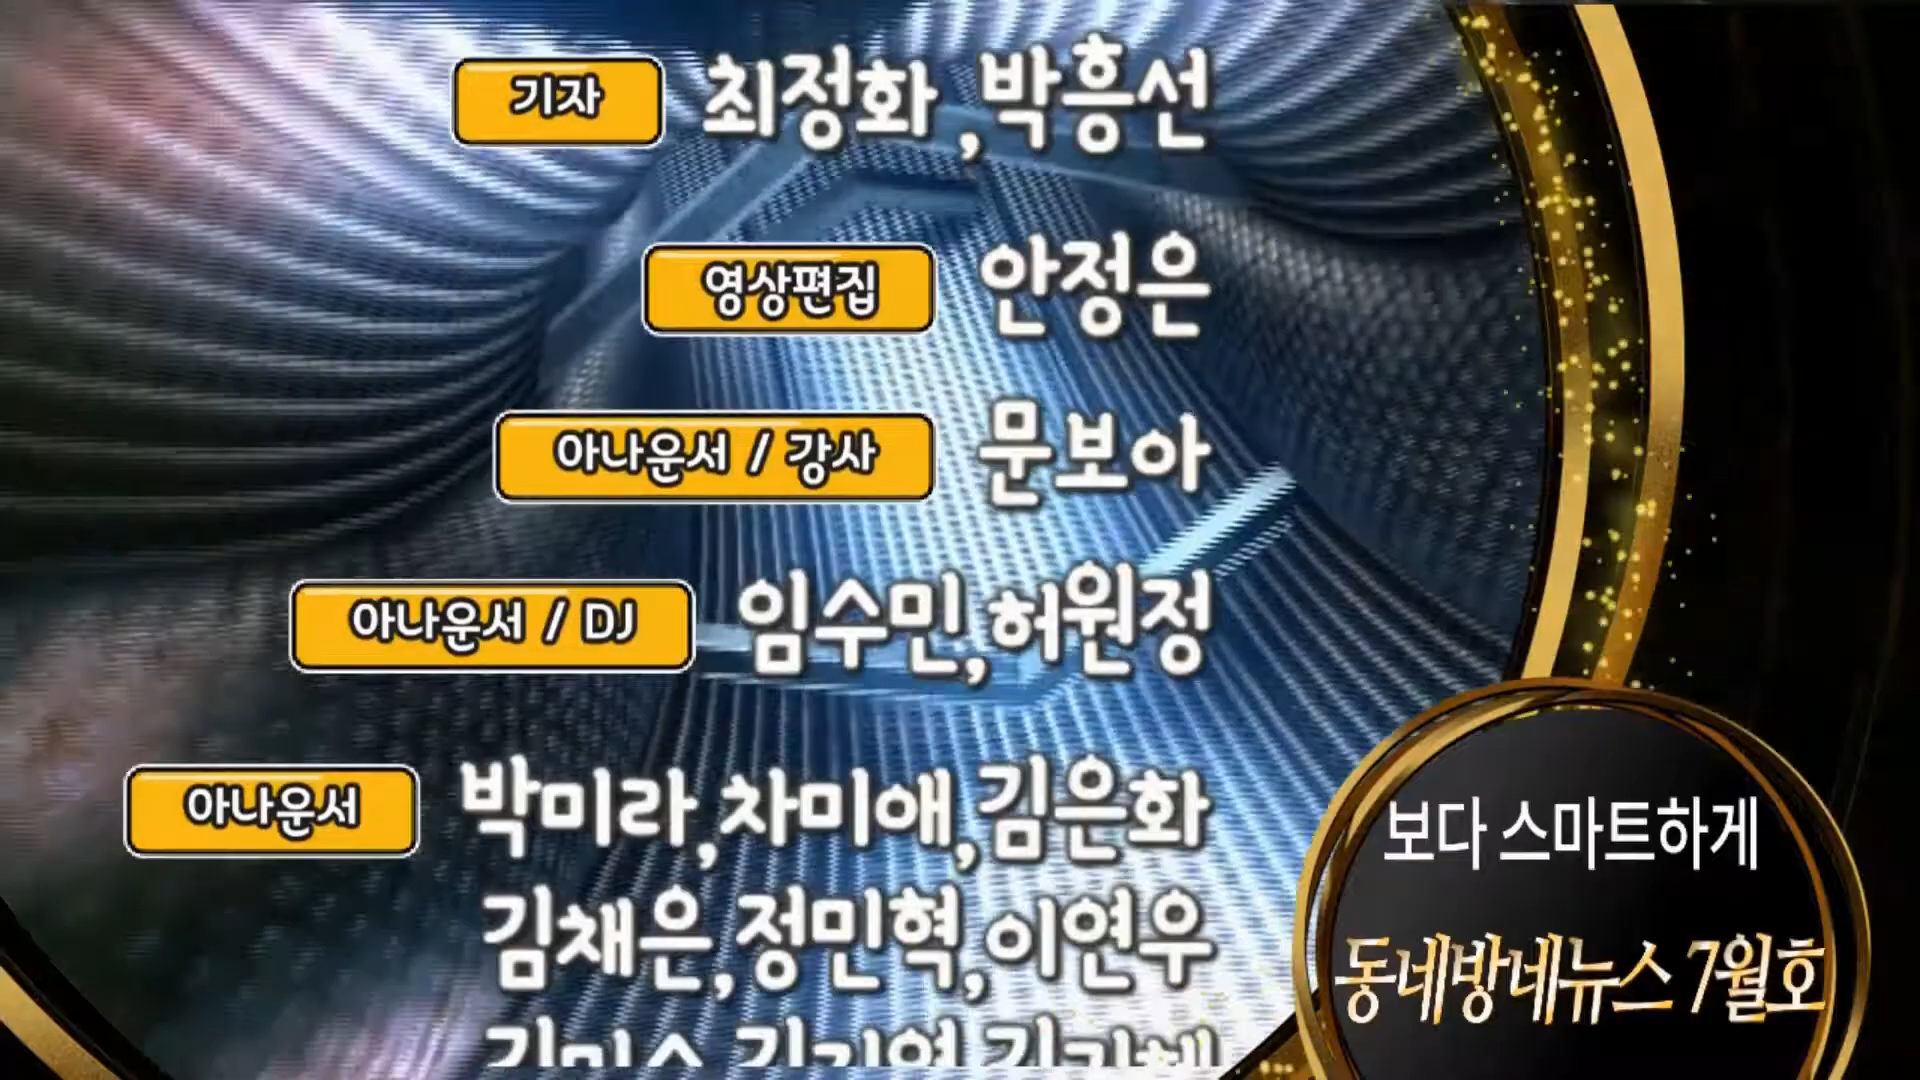 기자 최정화 ,박흥선
영상편집 안정은
아나운서 / 강사 문보아
아나운서 / DJ 임수민,허원정
아나운서 박미라,차미애,김은화
김채은,정민혁,이연우
보다 스마트하게
동네방네뉴스 7월호